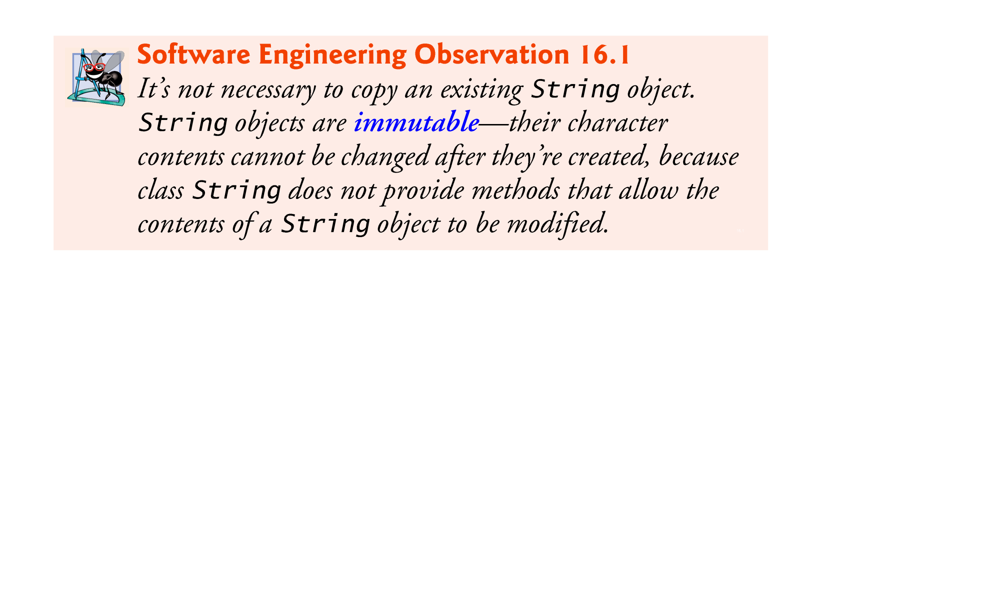 Software Engineering Observation 16.1
It’s not necessary to copy an existing String object.
String objects are immutable—their character
contents cannot be changed after they’re created, because
class String does not provide methods that allow the
contents of a String object to be modified.